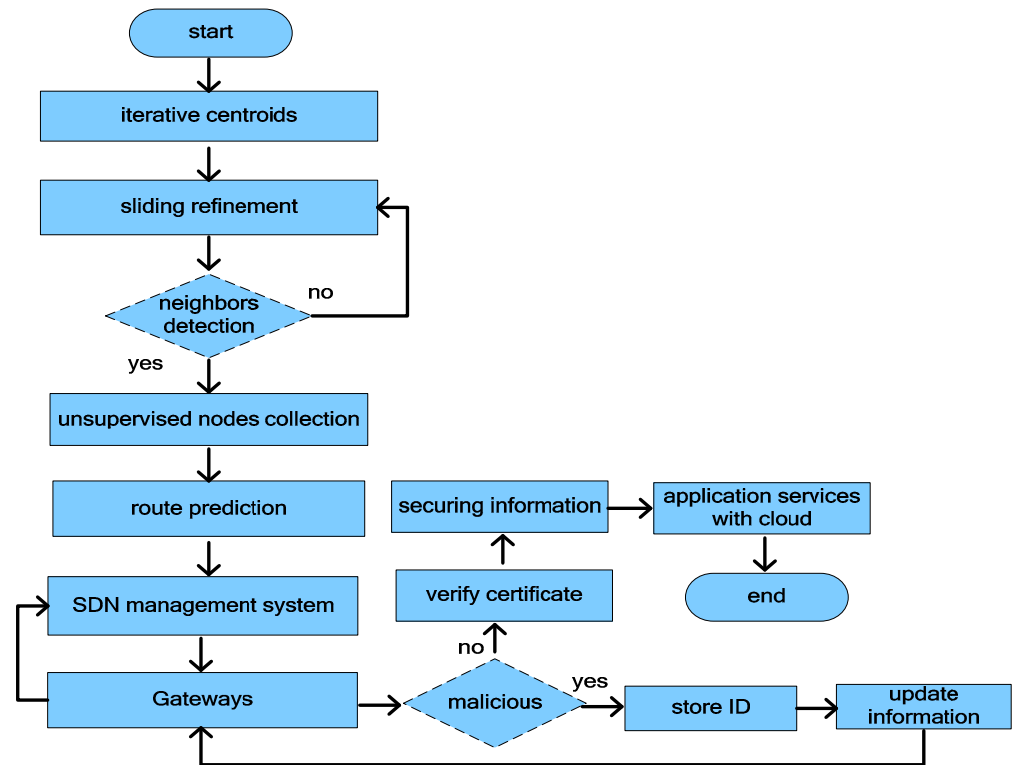 start
iterative centroids
sliding refinement
neighbors
detection
no
yes
unsupervised nodes collection
route prediction
securing information
application services
with cloud
SDN management system
verify certificate
end
no
Gateways
malicious
yes
store ID
update
information